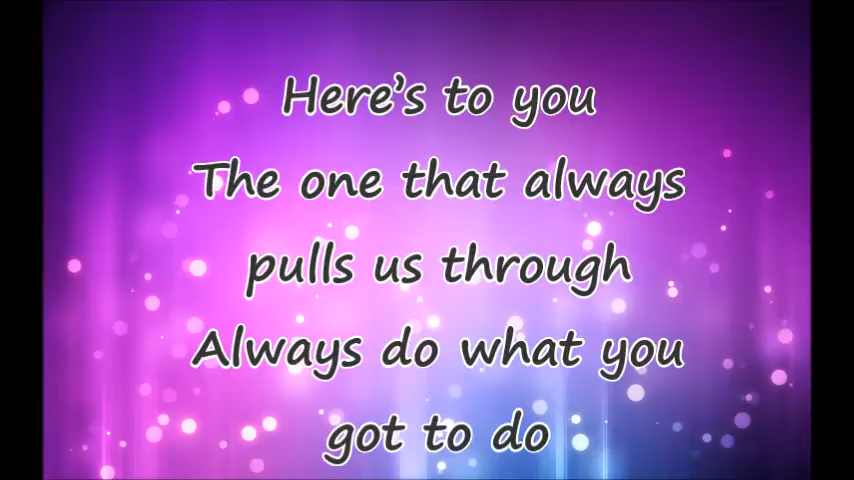 Here’s to you
The one that always
pulls us through
Always do what you
got to do